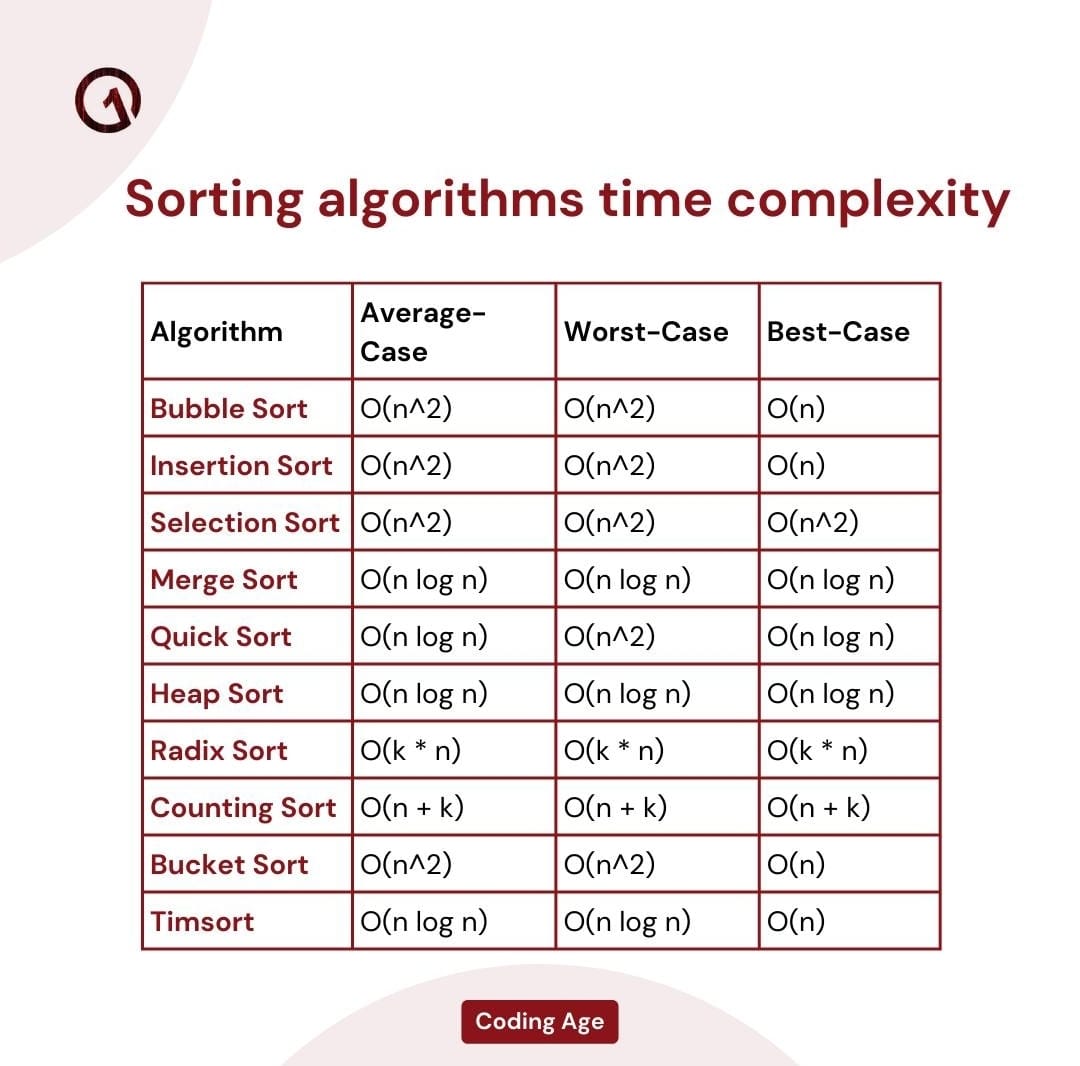 Sorting algorithms time complexity
Algorithm Average-Case Worst-Case Best-Case
Bubble Sort O(n^2) O(n^2) O(n)
Insertion Sort O(n^2) O(n^2) O(n)
Selection Sort O(n^2) O(n^2) O(n^2)
Merge Sort O(n log n) O(n log n) O(n log n)
Quick Sort O(n log n) O(n^2) O(n log n)
Heap Sort O(n log n) O(n log n) O(n log n)
Radix Sort O(k * n) O(k * n) O(k * n)
Counting Sort O(n + k) O(n + k) O(n + k)
Bucket Sort O(n^2) O(n^2) O(n)
Timsort O(n log n) O(n log n) O(n)
Coding Age